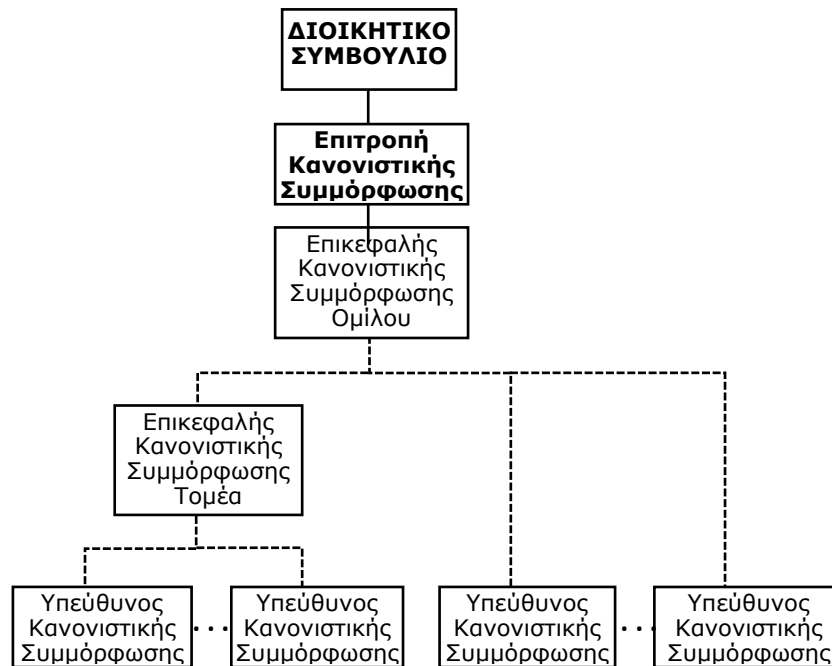 ΔΙΟΙΚΗΤΙΚΟ
ΣΥΜΒΟΥΛΙΟ
Επιτροπή
Κανονιστικής
Συμμόρφωσης
Επικεφαλής
Κανονιστικής
Συμμόρφωσης
Ομίλου
Επικεφαλής
Κανονιστικής
Συμμόρφωσης
Τομέα
Υπεύθυνος
Κανονιστικής
Συμμόρφωσης
...
Υπεύθυνος
Κανονιστικής
Συμμόρφωσης
Υπεύθυνος
Κανονιστικής
Συμμόρφωσης
...
Υπεύθυνος
Κανονιστικής
Συμμόρφωσης